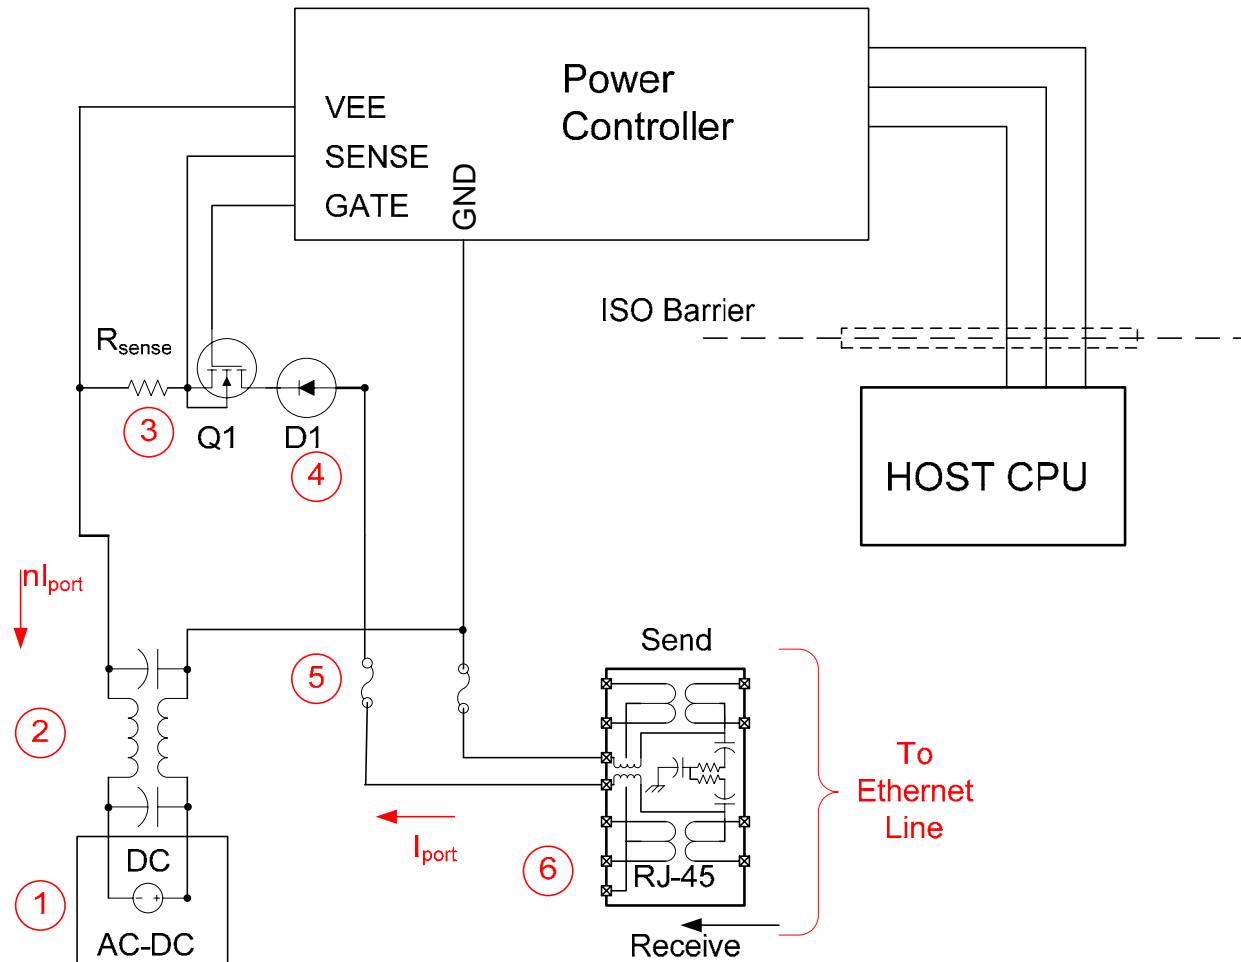 Power
Controller
VEE
SENSE
GATE
GND
ISO Barrier
Rsense
3
Q1
D1
4
HOST CPU
nIport
Send
5
2
To
Ethernet
Line
Iport
6
RJ-45
DC
- +
1
AC-DC
Receive